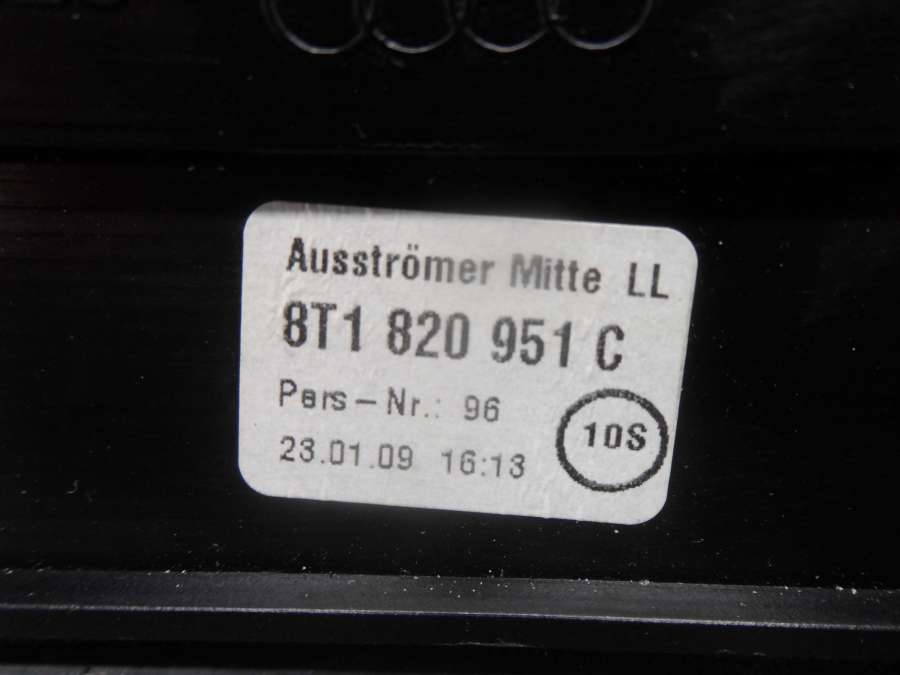 Ausströmer Mitte LL
8T1 820 951 C
Pers-Nr.: 96
10S
23.01.09 16:13